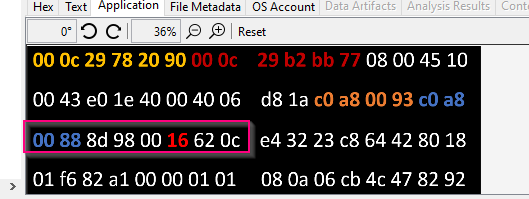 Hex Text Application File Metadata OS Account Data Artifacts Analysis Results Conte
0° 36% Reset
00 0c 29 78 20 90 00 0c 29 b2 bb 77 08 00 45 10
00 43 e0 1e 40 00 40 06 d8 1a c0 a8 00 93 c0 a8
00 88 8d 98 00 16 62 0c e4 32 23 c8 64 42 80 18
01 f6 82 a1 00 00 01 01 08 0a 06 cb 4c 47 82 92